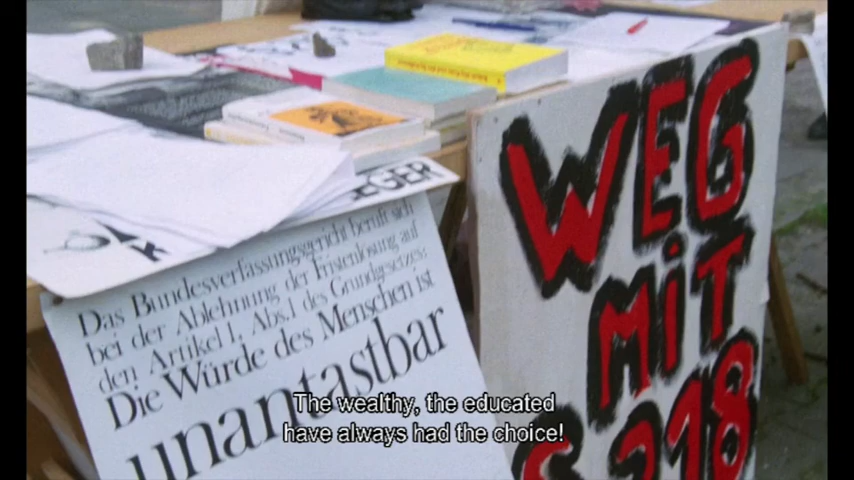 EGER
Das Bundesverfassungsgericht beruft sich
bei der Ablehnung der Fristenlösung auf
den Artikel 1, Abs.1 des Grundgesetzes:
Die Würde des Menschen ist
unantastbar
WEG
MiT
§ 218
The wealthy, the educated
have always had the choice!